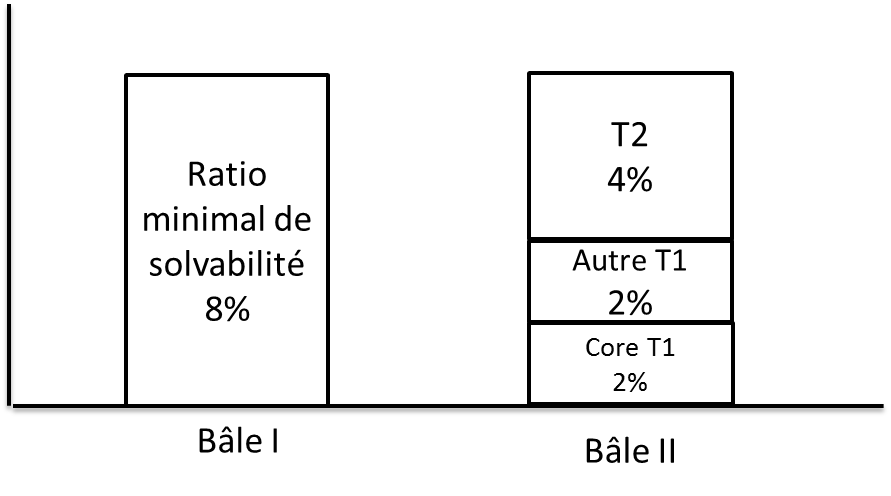 Ratio
minimal de
solvabilité
8%
T2
4%
Autre T1
2%
Core T1
2%
Bâle I
Bâle II